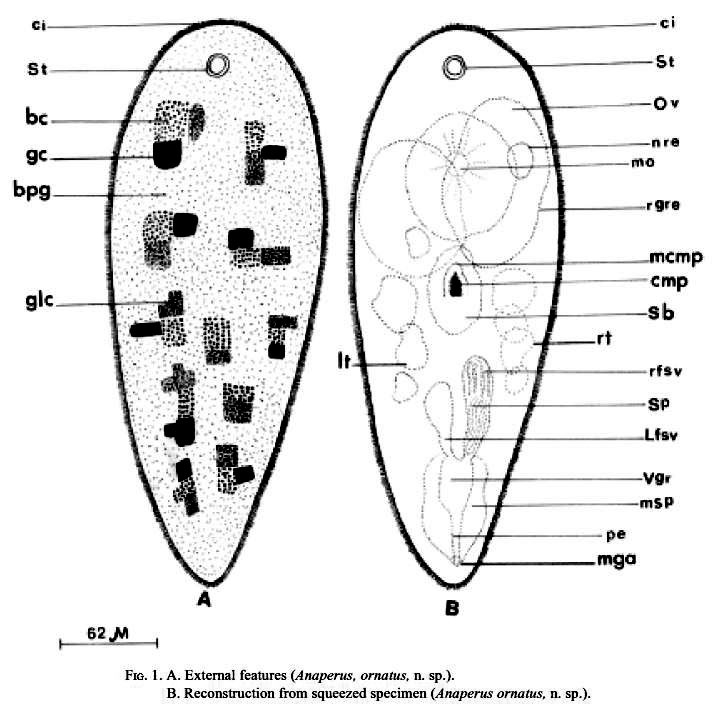 ci
St
bc
gc
bpg
glc
A
ci
St
Ov
nre
mo
rgre
mcmp
cmp
Sb
rt
lt
rfsv
Sp
Lfsv
Vgr
msp
pe
mga
B
62 µM
FIG. 1. A. External features (Anaperus, ornatus, n. sp.).
B. Reconstruction from squeezed specimen (Anaperus ornatus, n. sp.).